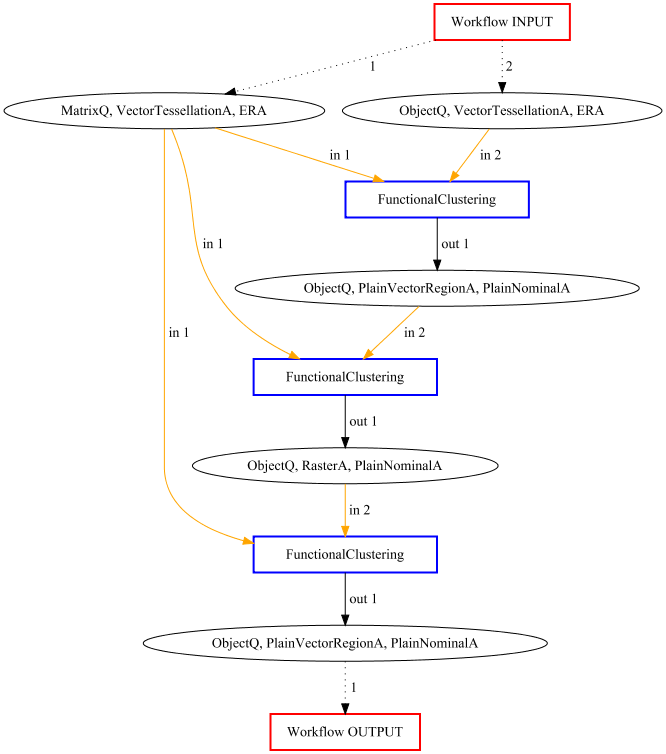 Workflow INPUT
1
2
MatrixQ, VectorTessellationA, ERA
ObjectQ, VectorTessellationA, ERA
in 1
in 2
FunctionalClustering
in 1
out 1
ObjectQ, PlainVectorRegionA, PlainNominalA
in 1
in 2
FunctionalClustering
out 1
ObjectQ, RasterA, PlainNominalA
in 2
FunctionalClustering
out 1
ObjectQ, PlainVectorRegionA, PlainNominalA
1
Workflow OUTPUT